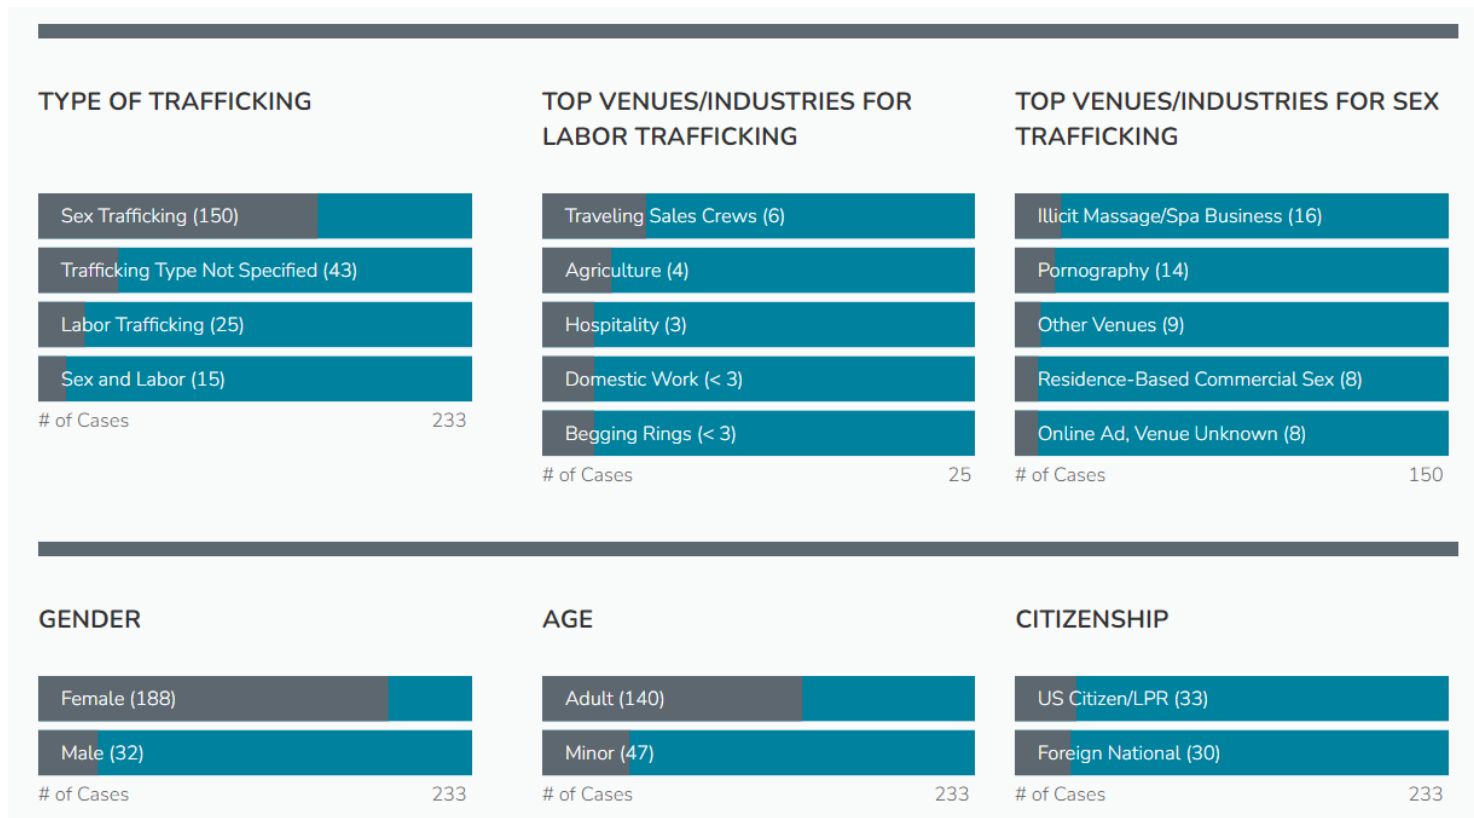 TYPE OF TRAFFICKING
Sex Trafficking (150)
Trafficking Type Not Specified (43)
Labor Trafficking (25)
Sex and Labor (15)
# of Cases 233
TOP VENUES/INDUSTRIES FOR
LABOR TRAFFICKING
Traveling Sales Crews (6)
Agriculture (4)
Hospitality (3)
Domestic Work (< 3)
Begging Rings (< 3)
# of Cases 25
TOP VENUES/INDUSTRIES FOR SEX
TRAFFICKING
Illicit Massage/Spa Business (16)
Pornography (14)
Other Venues (9)
Residence-Based Commercial Sex (8)
Online Ad, Venue Unknown (8)
# of Cases 150
GENDER
Female (188)
Male (32)
# of Cases 233
AGE
Adult (140)
Minor (47)
# of Cases 233
CITIZENSHIP
US Citizen/LPR (33)
Foreign National (30)
# of Cases 233